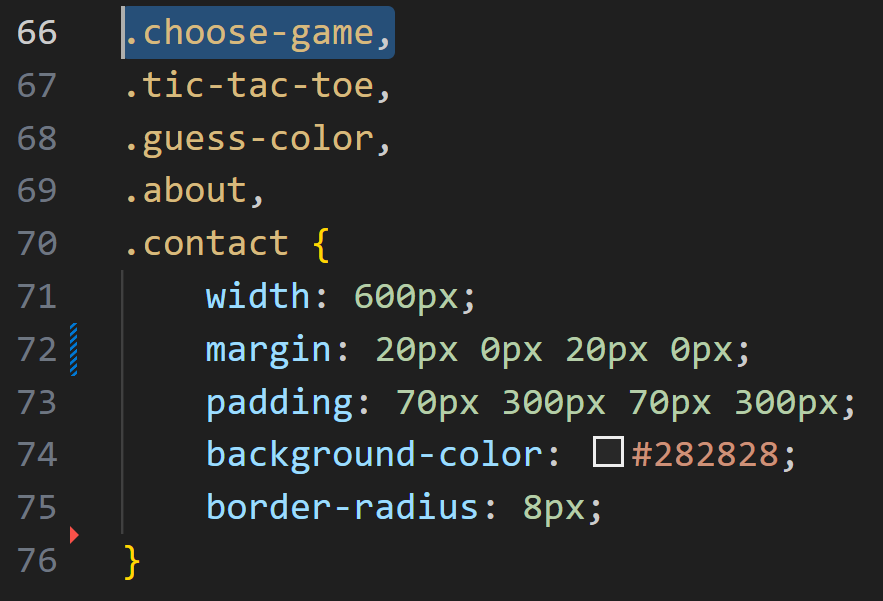 66 .choose-game,
67 .tic-tac-toe,
68 .guess-color,
69 .about,
70 .contact {
71 width: 600px;
72 margin: 20px 0px 20px 0px;
73 padding: 70px 300px 70px 300px;
74 background-color: #282828;
75 border-radius: 8px;
76 }